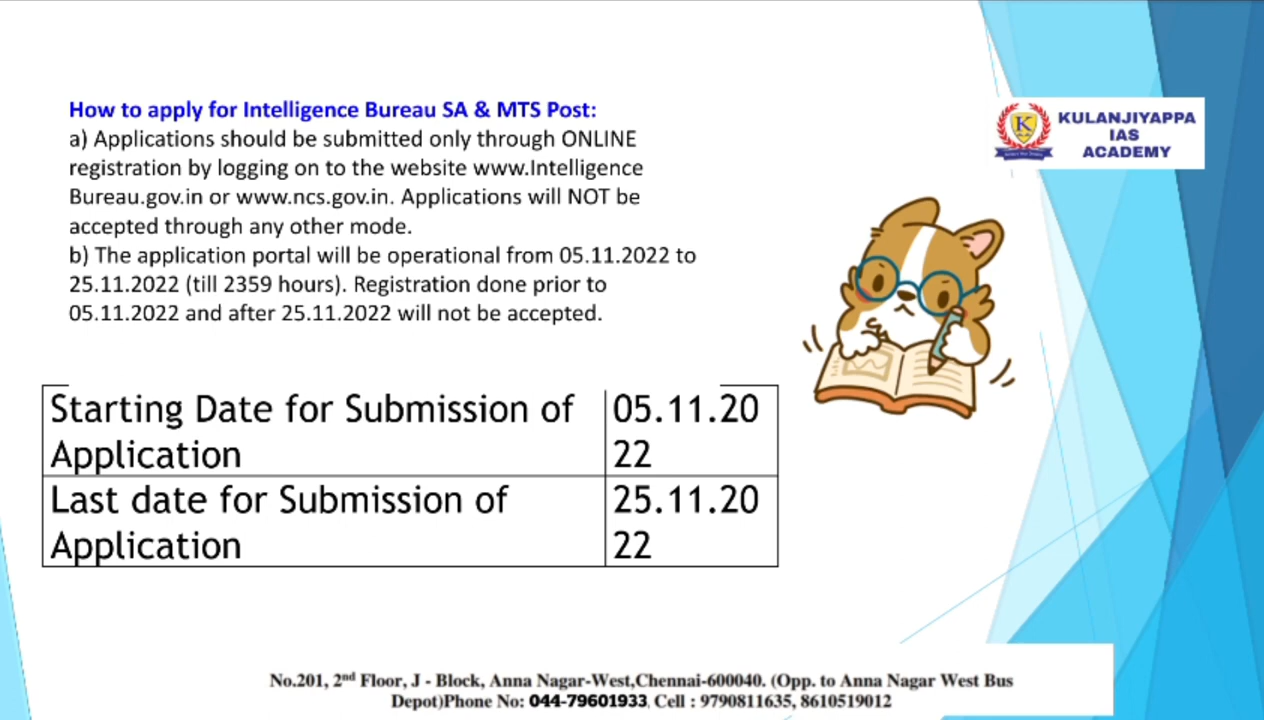 How to apply for Intelligence Bureau SA & MTS Post:
a) Applications should be submitted only through ONLINE
registration by logging on to the website www.Intelligence
Bureau.gov.in or www.ncs.gov.in. Applications will NOT be
accepted through any other mode.
b) The application portal will be operational from 05.11.2022 to
25.11.2022 (till 2359 hours). Registration done prior to
05.11.2022 and after 25.11.2022 will not be accepted.
KULANJIYAPPA
IAS
ACADEMY
K
Starting Date for Submission of 05.11.20
Application 22
Last date for Submission of 25.11.20
Application 22
No.201, 2nd Floor, J - Block, Anna Nagar-West,Chennai-600040. (Opp. to Anna Nagar West Bus
Depot)Phone No: 044-79601933, Cell : 9790811635, 8610519012